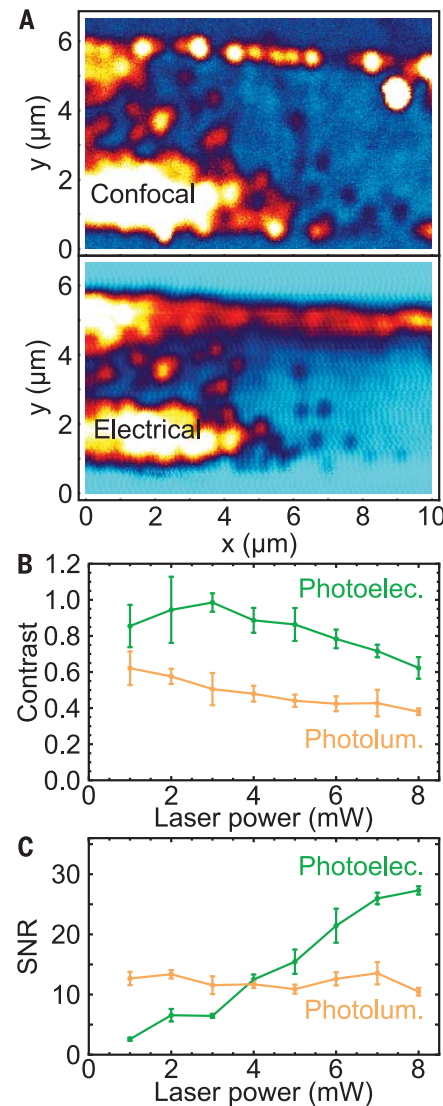 A
6
4
2
0
y (µm)
Confocal
6
4
2
0
y (µm)
Electrical
0 2 4 6 8 10
x (µm)
B
1.2
1.0
0.8
0.6
0.4
0.2
0.0
Contrast
Photoelec.
Photolum.
0 2 4 6 8
Laser power (mW)
C
30
20
10
0
SNR
Photoelec.
Photolum.
0 2 4 6 8
Laser power (mW)